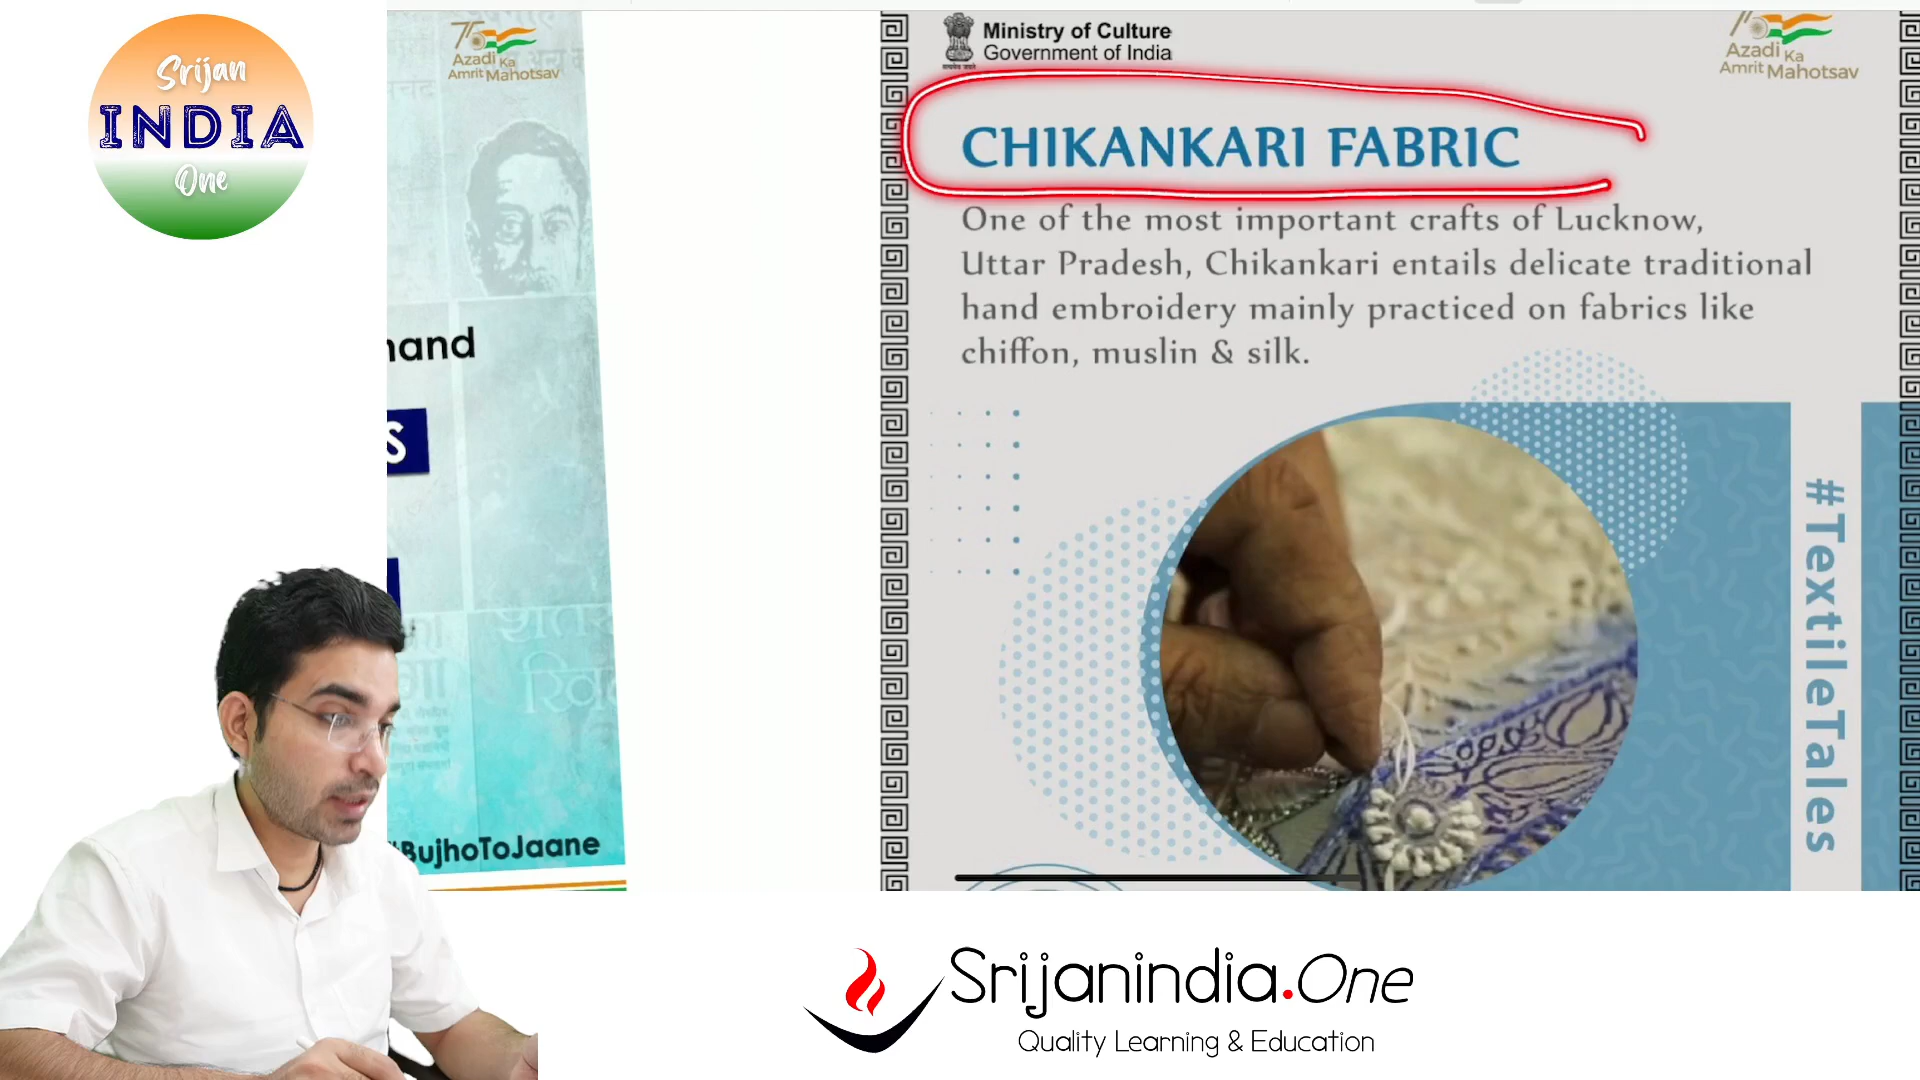 Srijan
INDIA
One
75
Azadi Ka
Amrit Mahotsav
#BujhoToJaane
Ministry of Culture
Government of India
Azadi Ka
Amrit Mahotsav
CHIKANKARI FABRIC
One of the most important crafts of Lucknow,
Uttar Pradesh, Chikankari entails delicate traditional
hand embroidery mainly practiced on fabrics like
chiffon, muslin & silk.
#TextileTales
Srijanindia.One
Quality Learning & Education